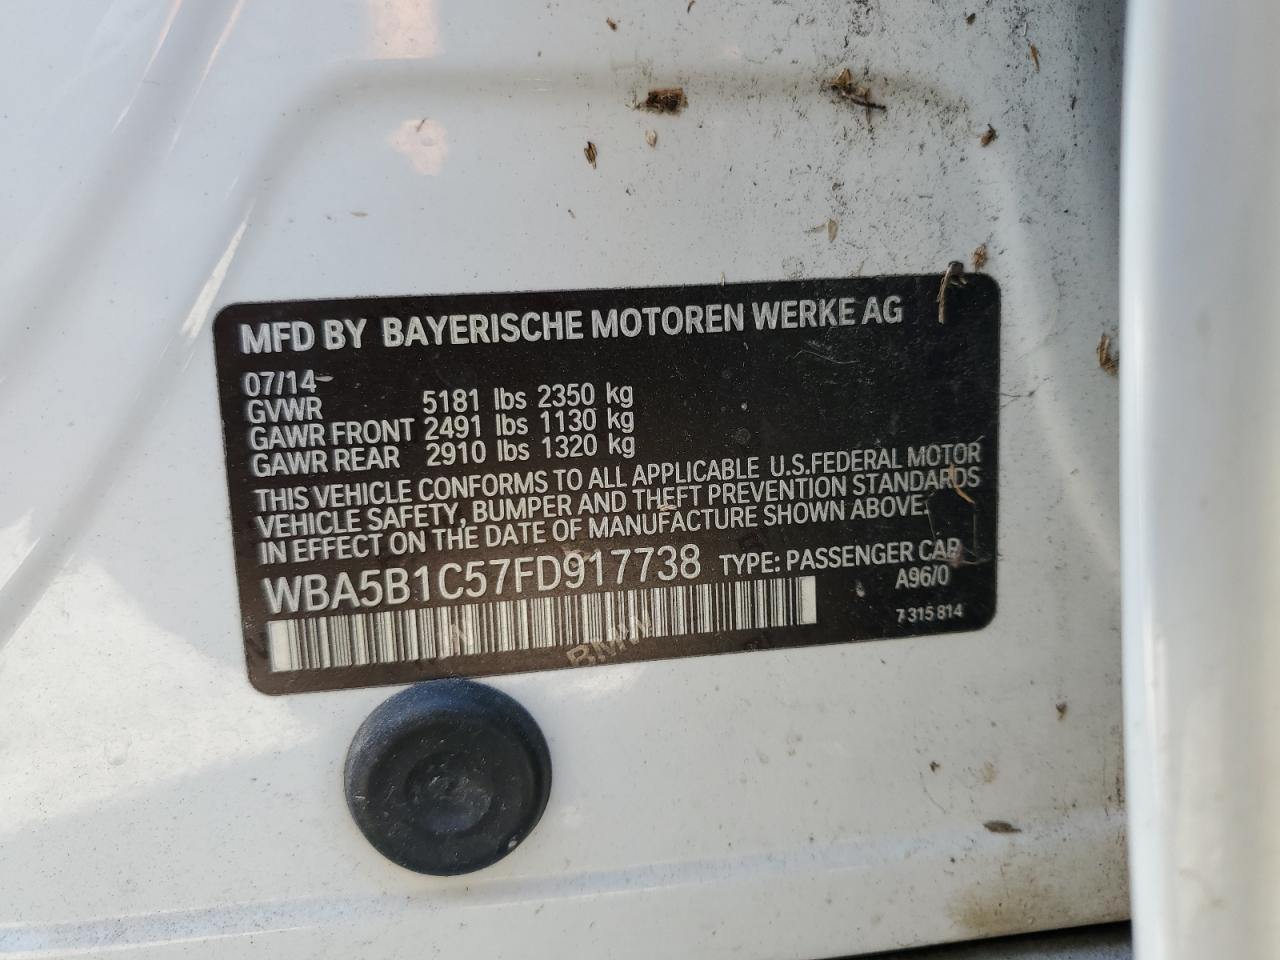 MFD BY BAYERISCHE MOTOREN WERKE AG
07/14
GVWR 5181 lbs 2350 kg
GAWR FRONT 2491 lbs 1130 kg
GAWR REAR 2910 lbs 1320 kg
THIS VEHICLE CONFORMS TO ALL APPLICABLE U.S.FEDERAL MOTOR
VEHICLE SAFETY, BUMPER AND THEFT PREVENTION STANDARDS
IN EFFECT ON THE DATE OF MANUFACTURE SHOWN ABOVE.
WBA5B1C57FD917738 TYPE: PASSENGER CAR
A96/0
7 315 814
BMW